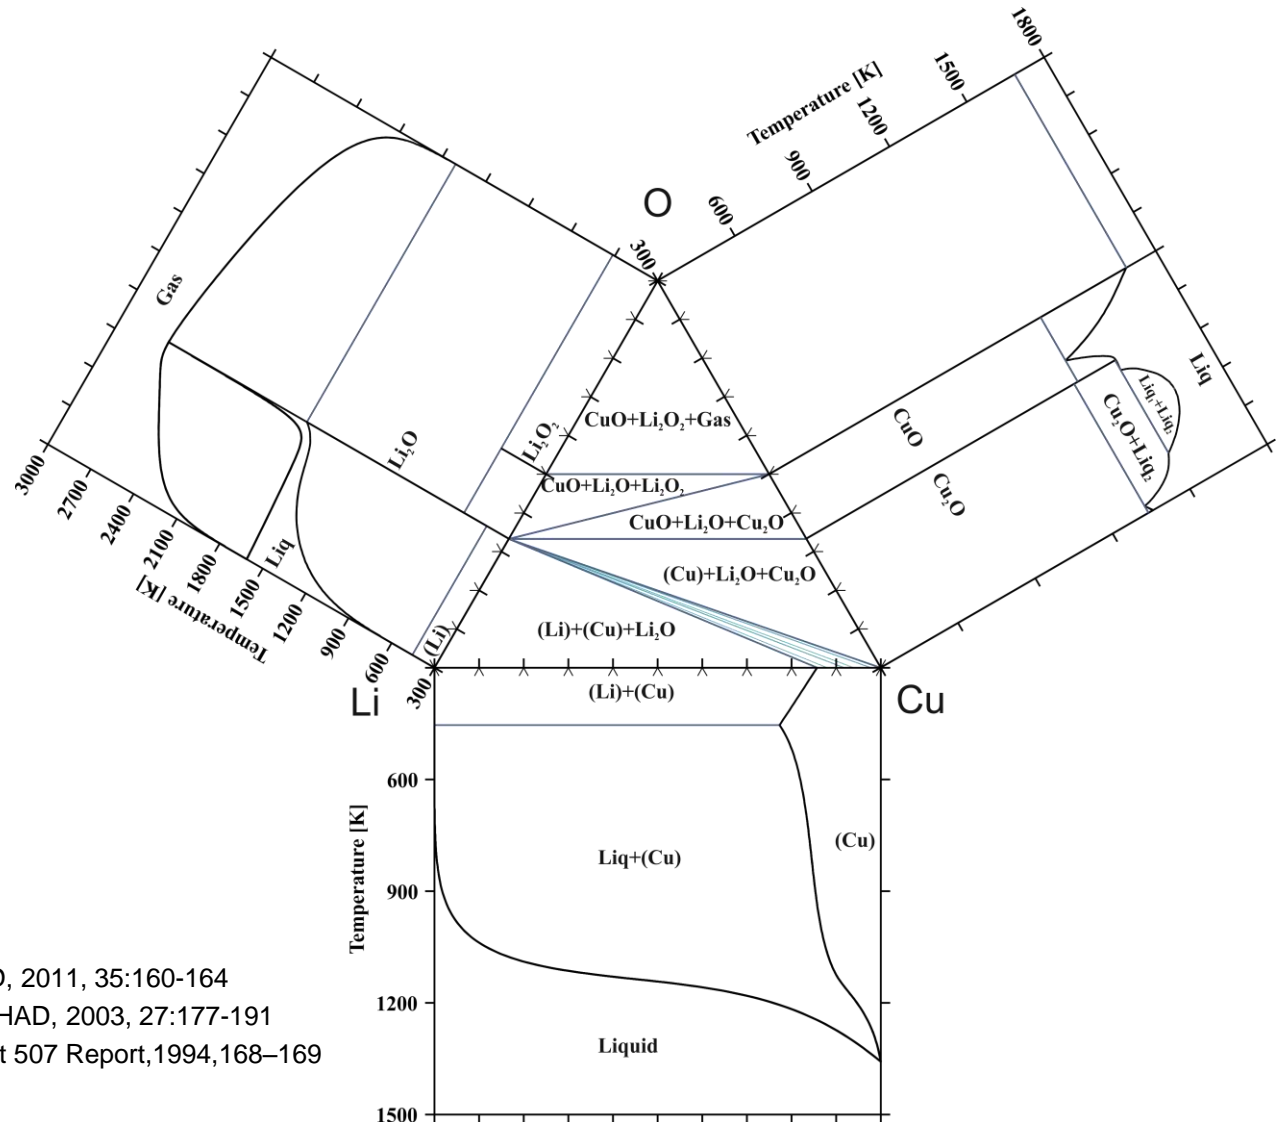 1800
1500
Temperature [K]
1200
900
600
O
300
Gas
Liq
Liq₁+Liq₂
Cu₂O+Liq₂
CuO
Cu₂O
Li₂O₂
Li₂O
CuO+Li₂O₂+Gas
CuO+Li₂O+Li₂O₂
CuO+Li₂O+Cu₂O
(Cu)+Li₂O+Cu₂O
(Li)+(Cu)+Li₂O
3000
2700
2400
2100
1800
1500
1200
900
600
300
Temperature [K]
Liq
(Li)
Li
Cu
(Li)+(Cu)
600
Temperature [K]
(Cu)
Liq+(Cu)
900
1200
Liquid
1500
, 2011, 35:160-164
HAD, 2003, 27:177-191
t 507 Report,1994,168–169